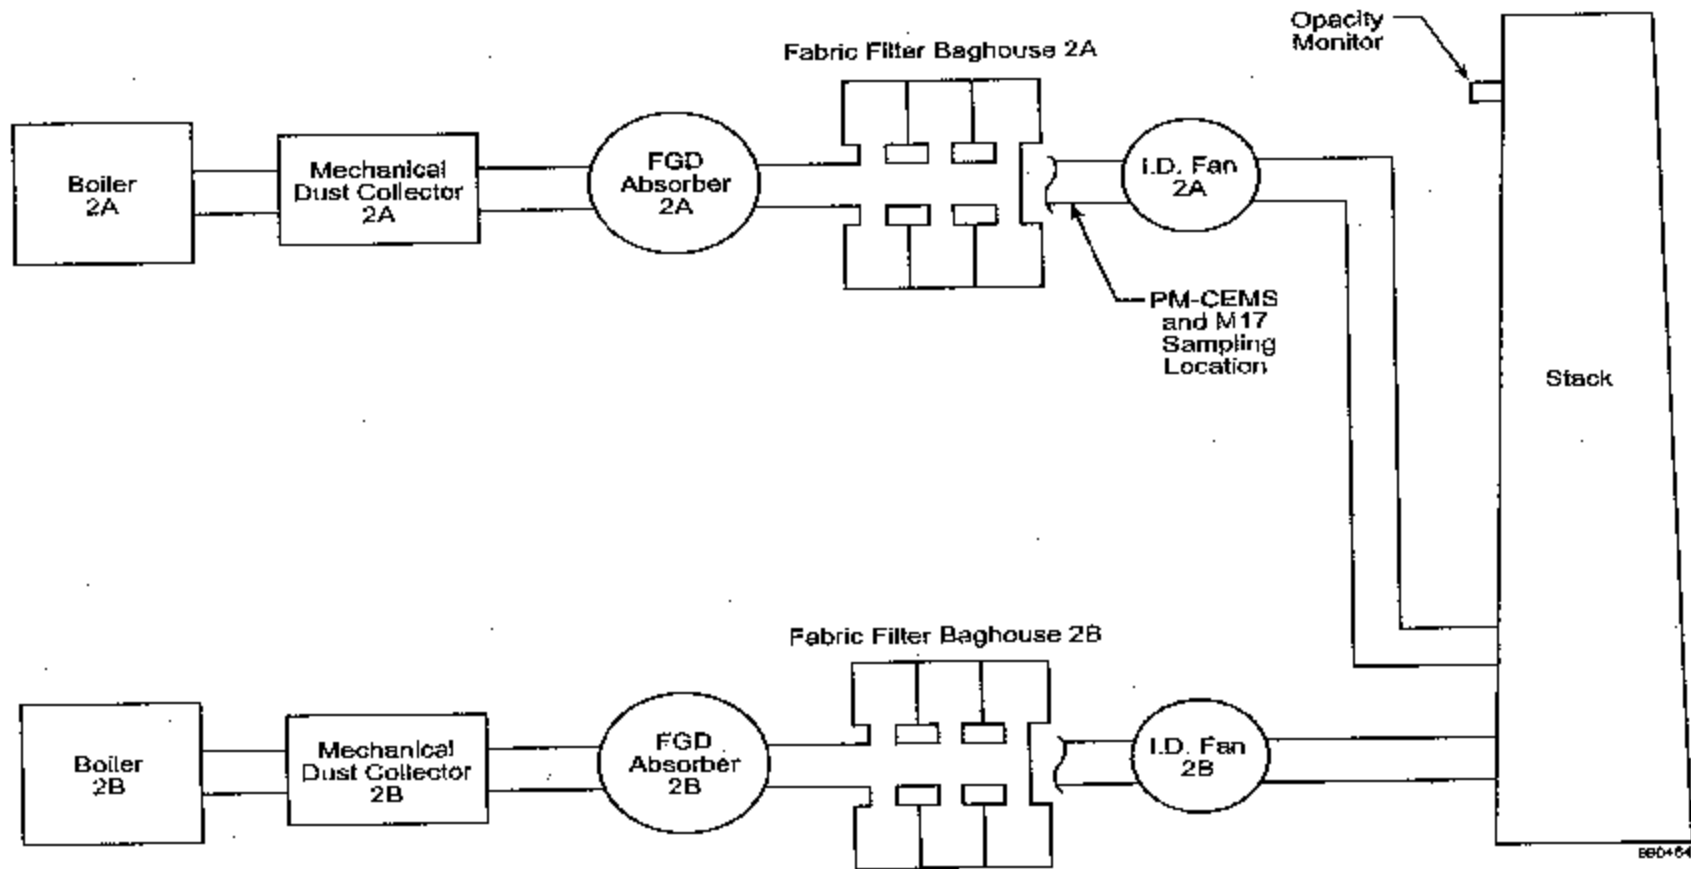 Opacity
Monitor
Fabric Filter Baghouse 2A
Boiler
2A
Mechanical
Dust Collector
2A
FGD
Absorber
2A
I.D. Fan
2A
PM-CEMS
and M17
Sampling
Location
Stack
Fabric Filter Baghouse 2B
Boiler
2B
Mechanical
Dust Collector
2B
FGD
Absorber
2B
I.D. Fan
2B